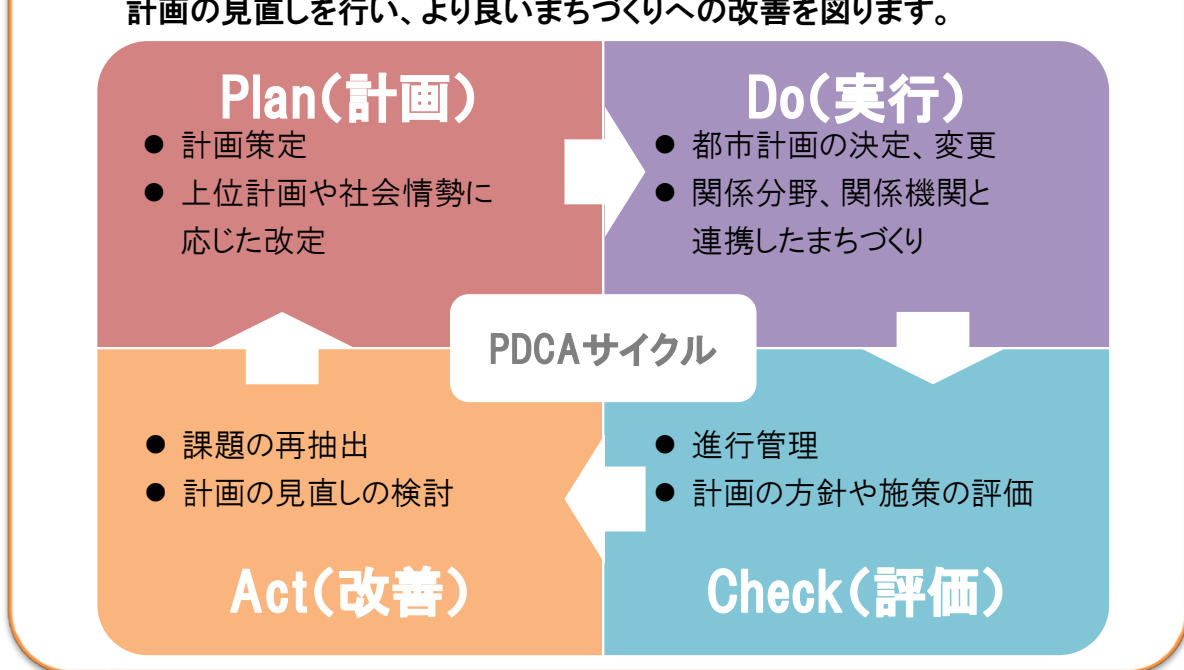 計画の見直しを行い、より良いまちづくりへの改善を図ります。
Plan(計画)
● 計画策定
● 上位計画や社会情勢に
応じた改定
Do(実行)
● 都市計画の決定、変更
● 関係分野、関係機関と
連携したまちづくり
PDCAサイクル
● 課題の再抽出
● 計画の見直しの検討
Act(改善)
● 進行管理
● 計画の方針や施策の評価
Check(評価)